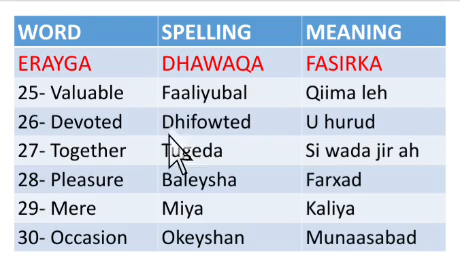 WORD SPELLING MEANING
ERAYGA DHAWAQA FASIRKA
25- Valuable Faaliyubal Qiima leh
26- Devoted Dhifowted U hurud
27- Together Tugeda Si wada jir ah
28- Pleasure Baleysha Farxad
29- Mere Miya Kaliya
30- Occasion Okeyshan Munaasabad